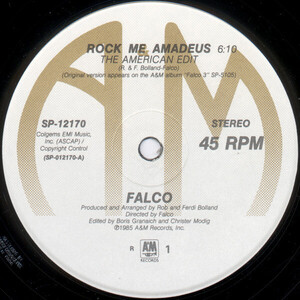 ROCK ME AMADEUS 6:10
THE AMERICAN EDIT
(R. & F. Bolland-Falco)
(Original version appears on the A&M album "Falco 3" SP-5105)
SP-12170
Colgems EMI Music,
Inc. (ASCAP) /
Copyright Control
(SP-012170-A)
STEREO
45 RPM
FALCO
Produced and Arranged by Rob and Ferdi Bolland
Directed by Falco
Edited by Boris Granaich and Christer Modig
℗1985 A&M Records, Inc.
R
A&M
RECORDS
1